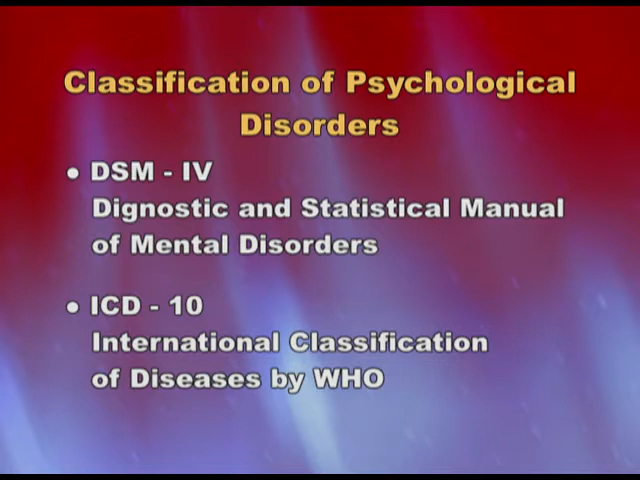 Classification of Psychological
Disorders
• DSM - IV
Dignostic and Statistical Manual
of Mental Disorders
• ICD - 10
International Classification
of Diseases by WHO